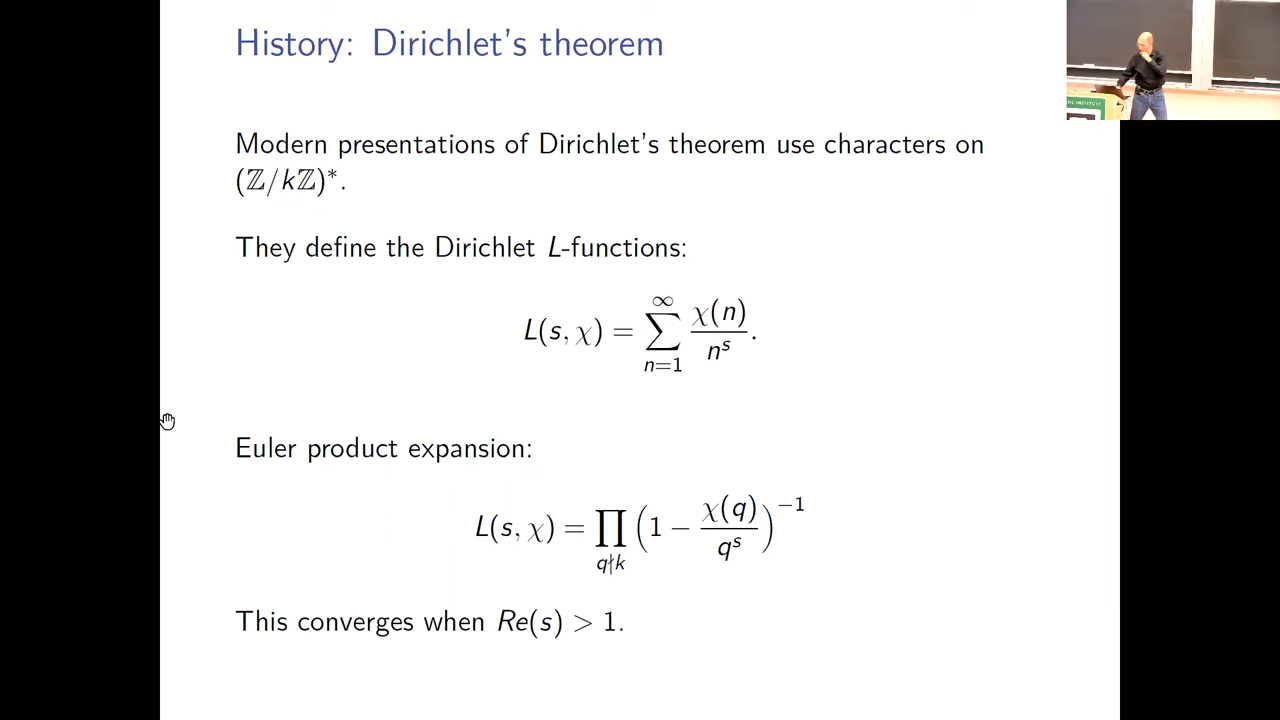 History: Dirichlet's theorem
Modern presentations of Dirichlet's theorem use characters on
(ℤ/kℤ)*.
They define the Dirichlet L-functions:
L(s, χ) = ∑_{n=1}^{∞} χ(n)/n^s.
Euler product expansion:
L(s, χ) = ∏_{q∤k} (1 − χ(q)/q^s)^{−1}
This converges when Re(s) > 1.
INSTITUTE